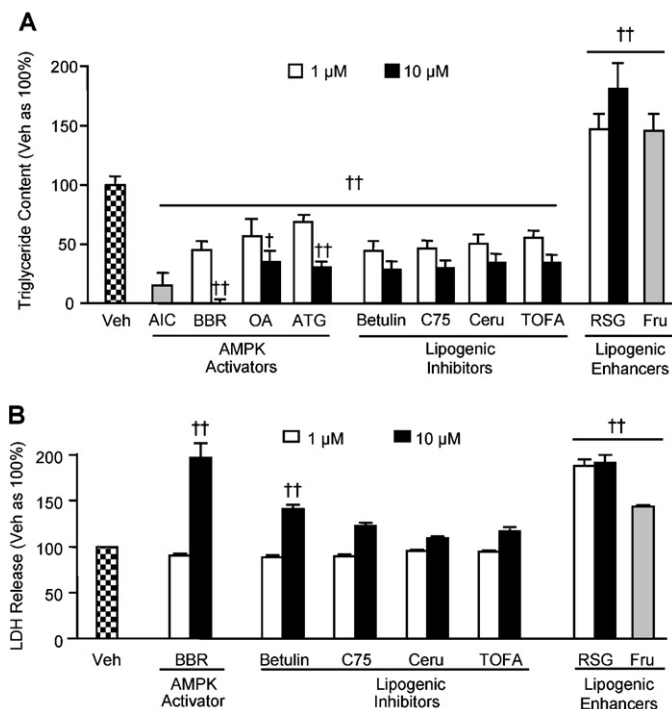 A
Triglyceride Content (Veh as 100%)
200
150
100
50
0
1 µM
10 µM
††
††
††
†
††
Veh
AIC
BBR
OA
ATG
Betulin
C75
Ceru
TOFA
RSG
Fru
AMPK
Activators
Lipogenic
Inhibitors
Lipogenic
Enhancers
B
LDH Release (Veh as 100%)
200
150
100
50
0
1 µM
10 µM
††
††
††
Veh
BBR
Betulin
C75
Ceru
TOFA
RSG
Fru
AMPK
Activator
Lipogenic
Inhibitors
Lipogenic
Enhancers